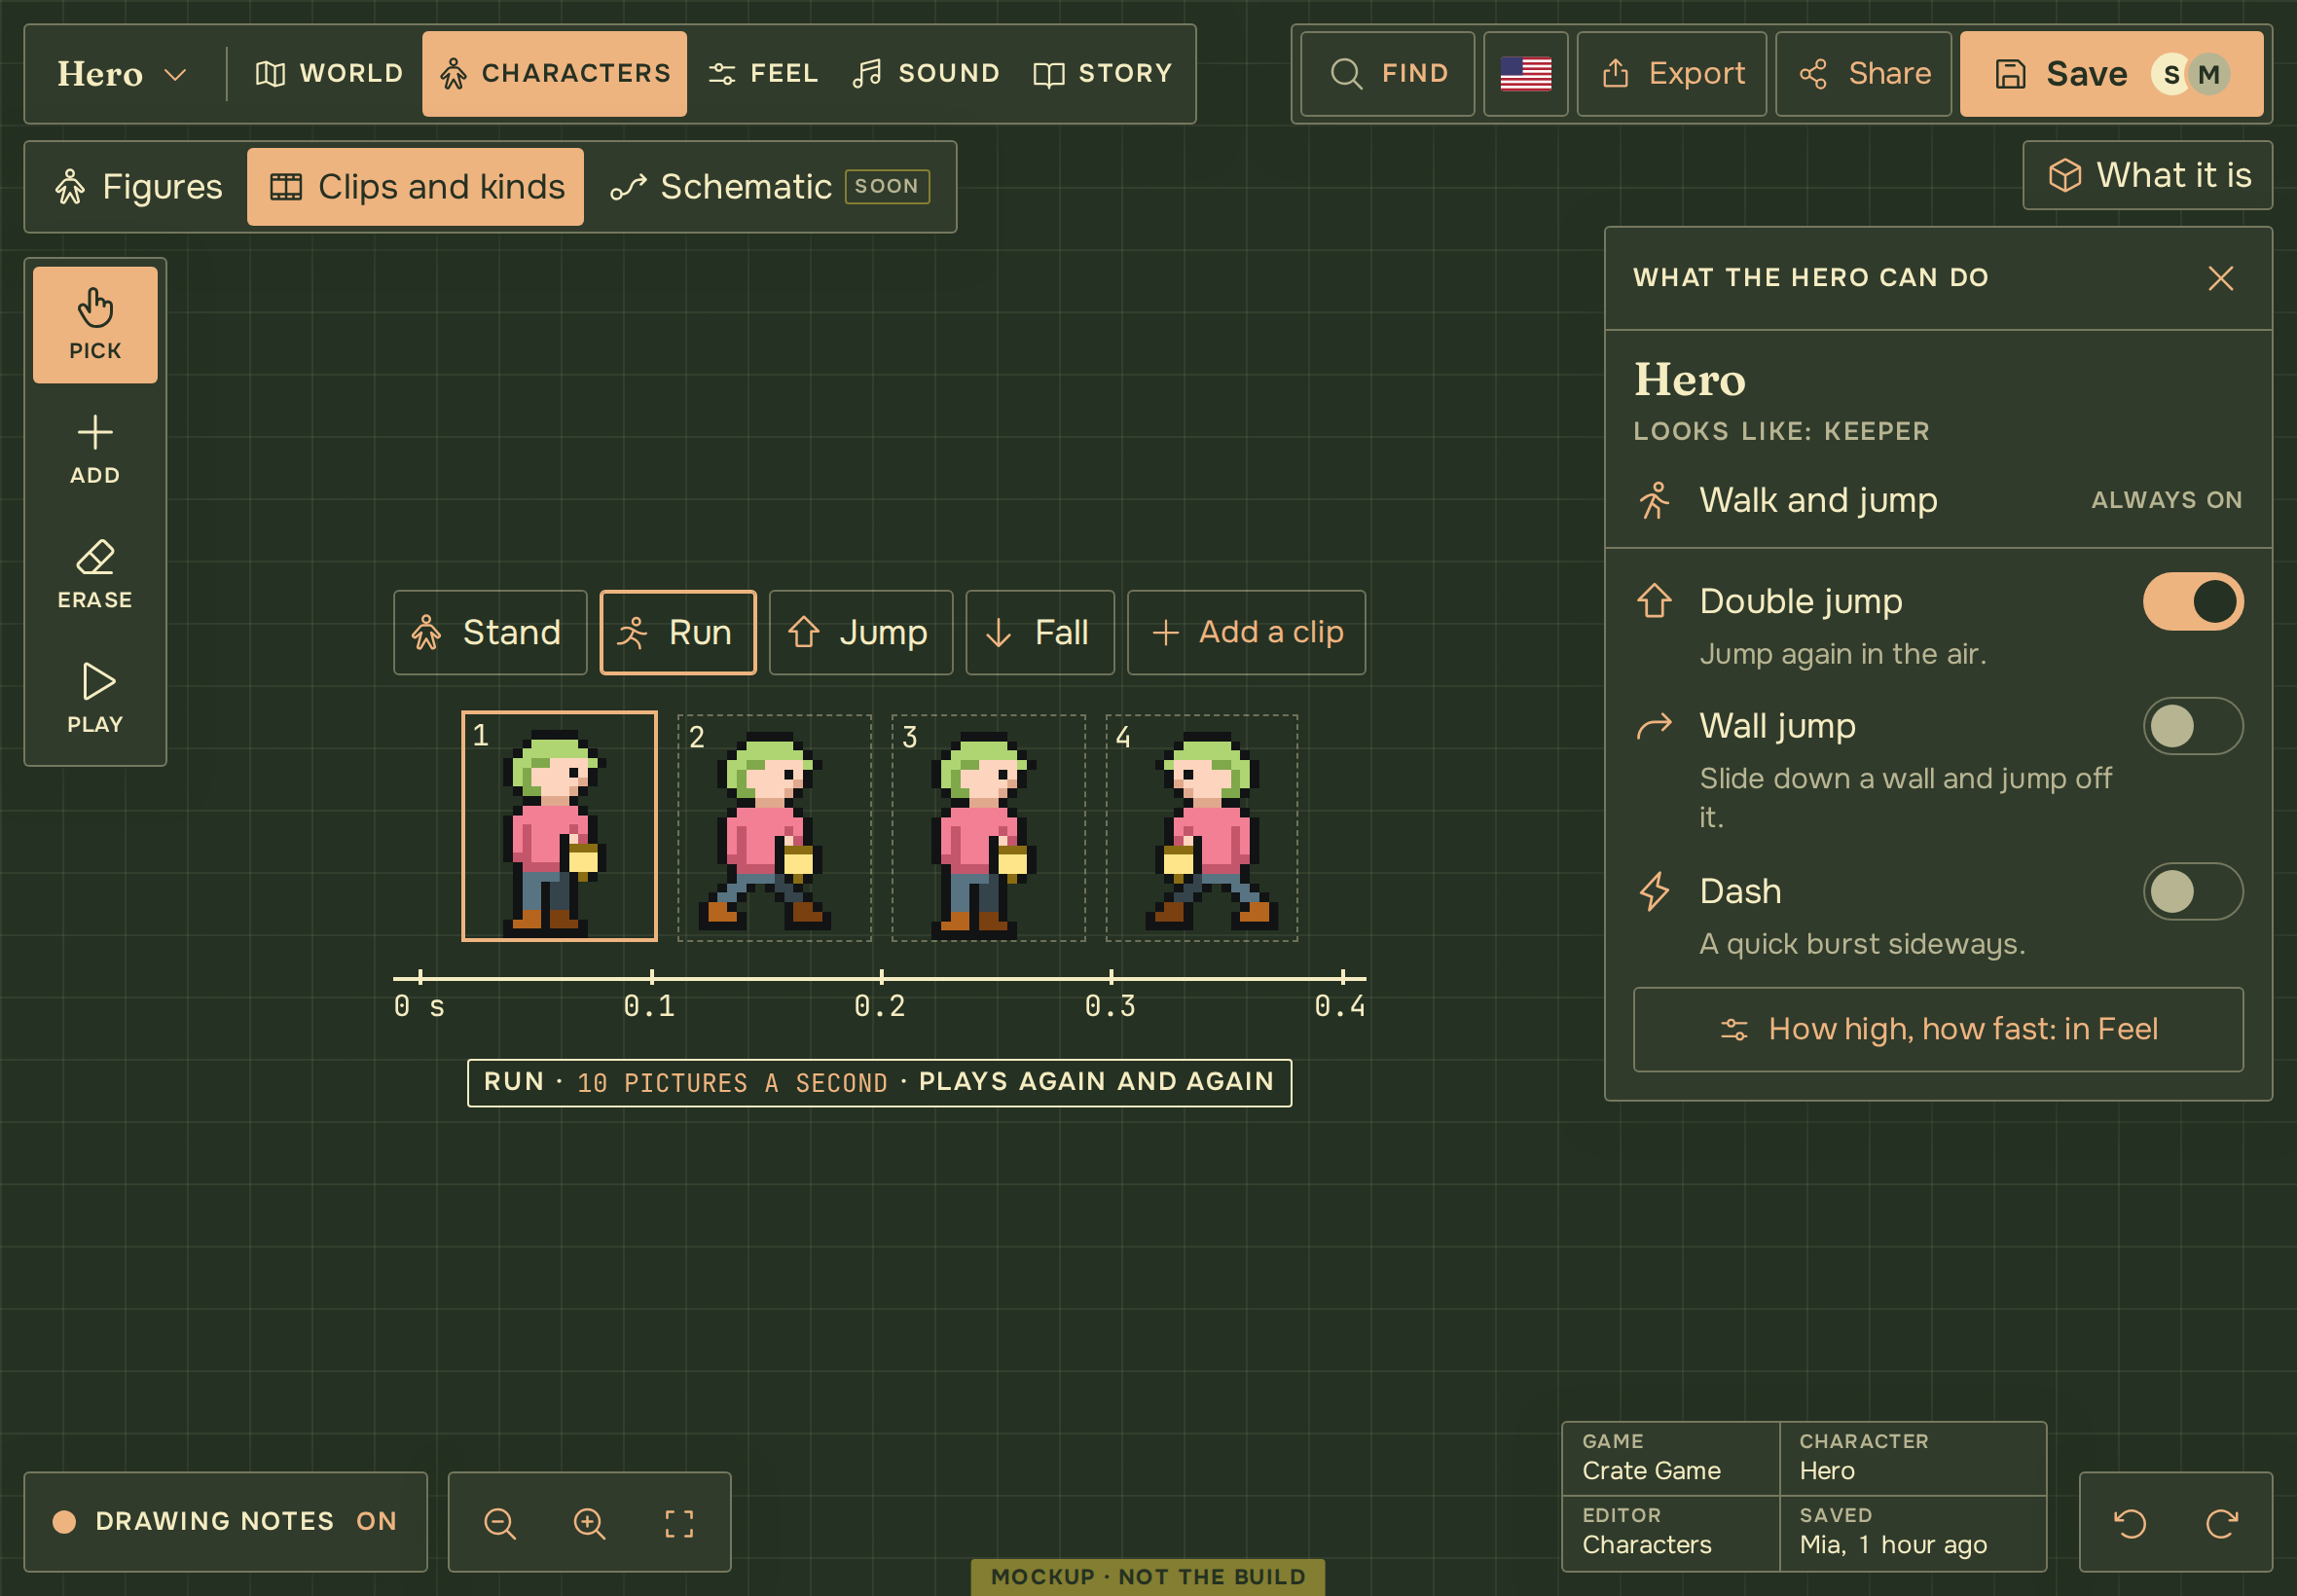 Hero
WORLD
CHARACTERS
FEEL
SOUND
STORY
FIND
Export
Share
Save
S
M
Figures
Clips and kinds
Schematic
SOON
What it is
PICK
ADD
ERASE
PLAY
WHAT THE HERO CAN DO
Hero
LOOKS LIKE: KEEPER
Walk and jump
ALWAYS ON
Double jump
Jump again in the air.
Wall jump
Slide down a wall and jump off
it.
Dash
A quick burst sideways.
How high, how fast: in Feel
Stand
Run
Jump
Fall
Add a clip
1
2
3
4
0 s
0.1
0.2
0.3
0.4
RUN · 10 PICTURES A SECOND · PLAYS AGAIN AND AGAIN
DRAWING NOTES ON
GAME
Crate Game
CHARACTER
Hero
EDITOR
Characters
SAVED
Mia, 1 hour ago
MOCKUP · NOT THE BUILD